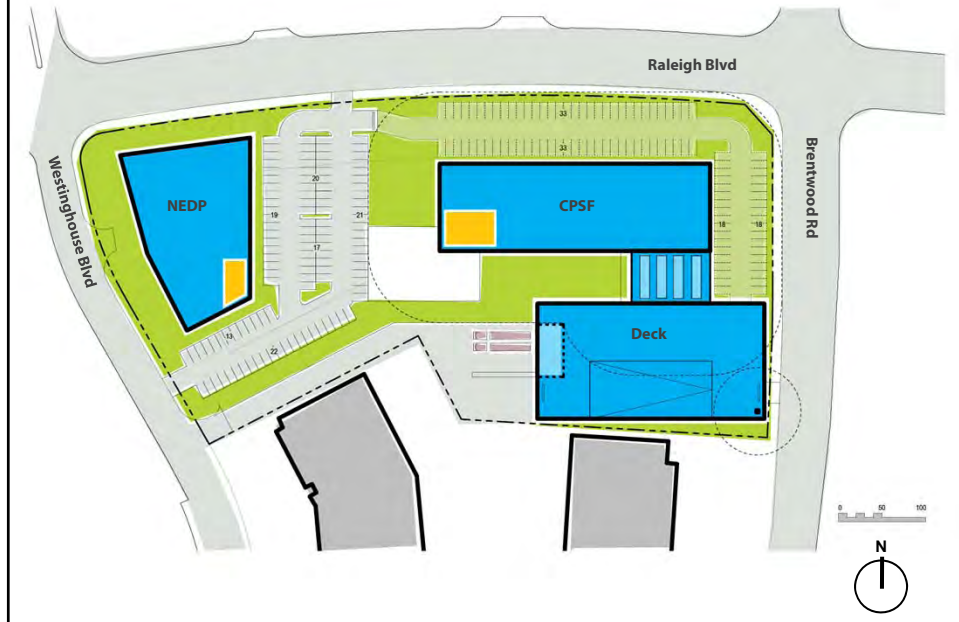 Raleigh Blvd
33
33
Brentwood Rd
Westinghouse Blvd
NEDP
20
19
21
17
CPSF
18
18
13
22
Deck
0 50 100
N